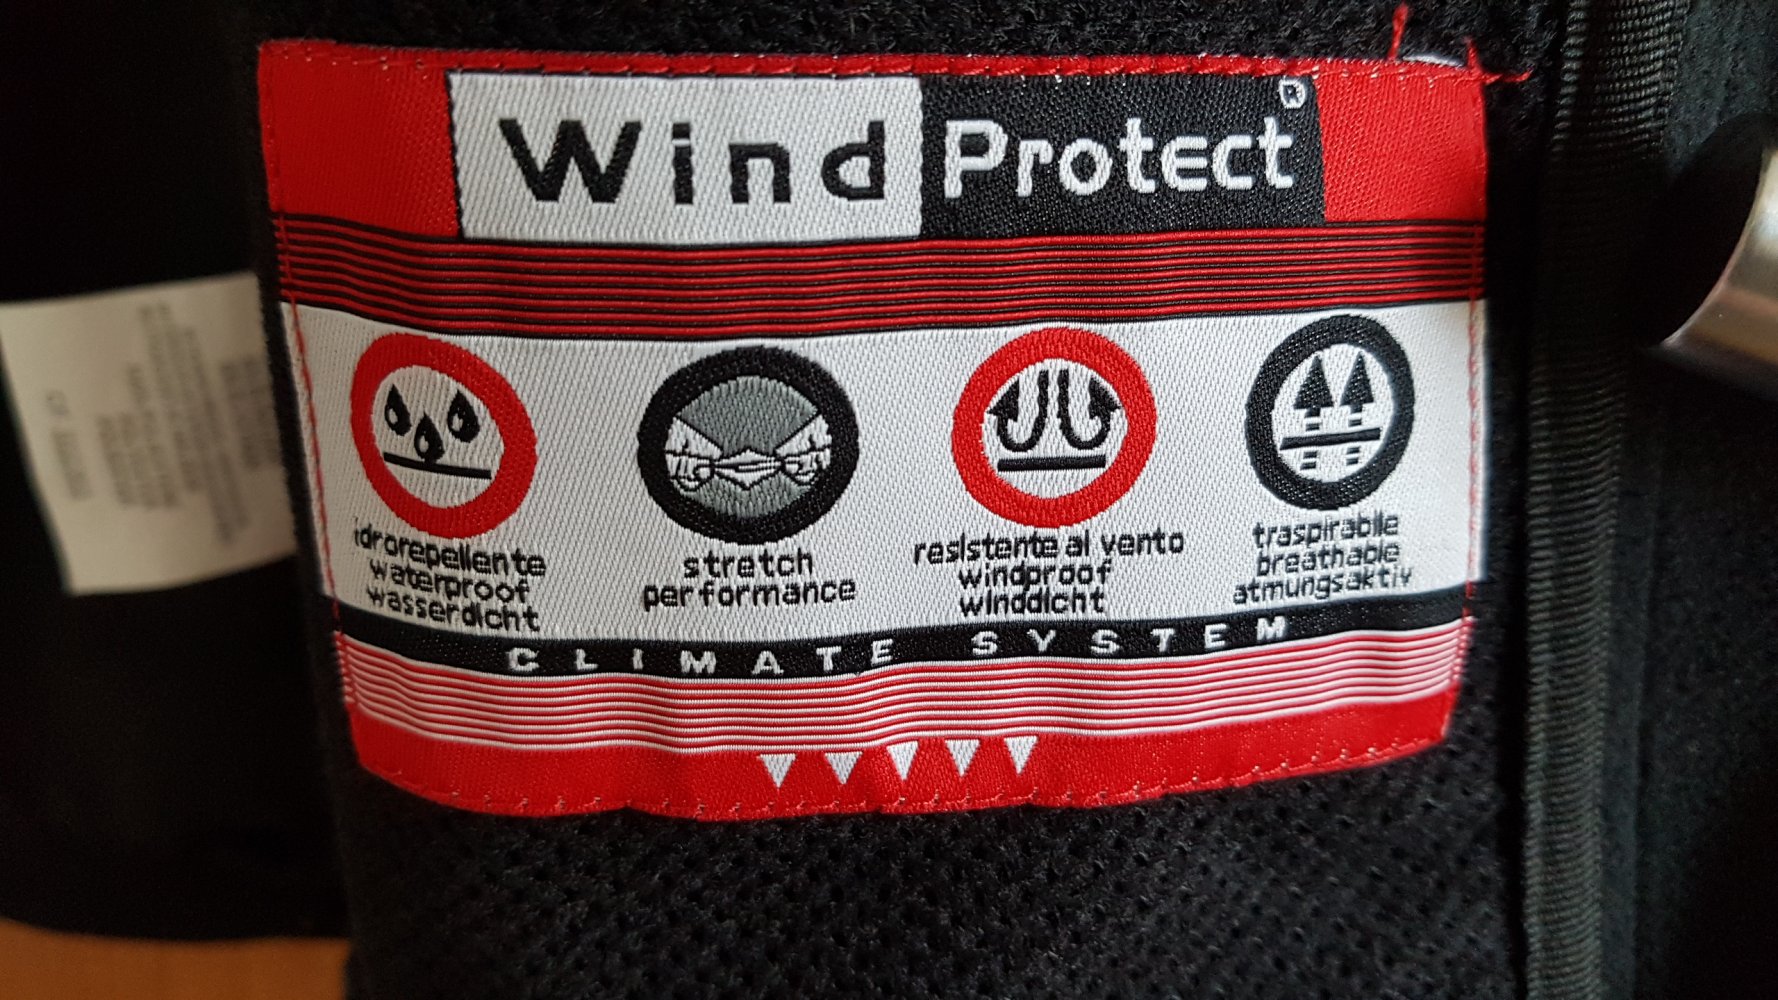 Wind Protect®
idrorepellente
waterproof
wasserdicht
stretch
performance
resistente al vento
windproof
winddicht
traspirabile
breathable
atmungsaktiv
CLIMATE SYSTEM